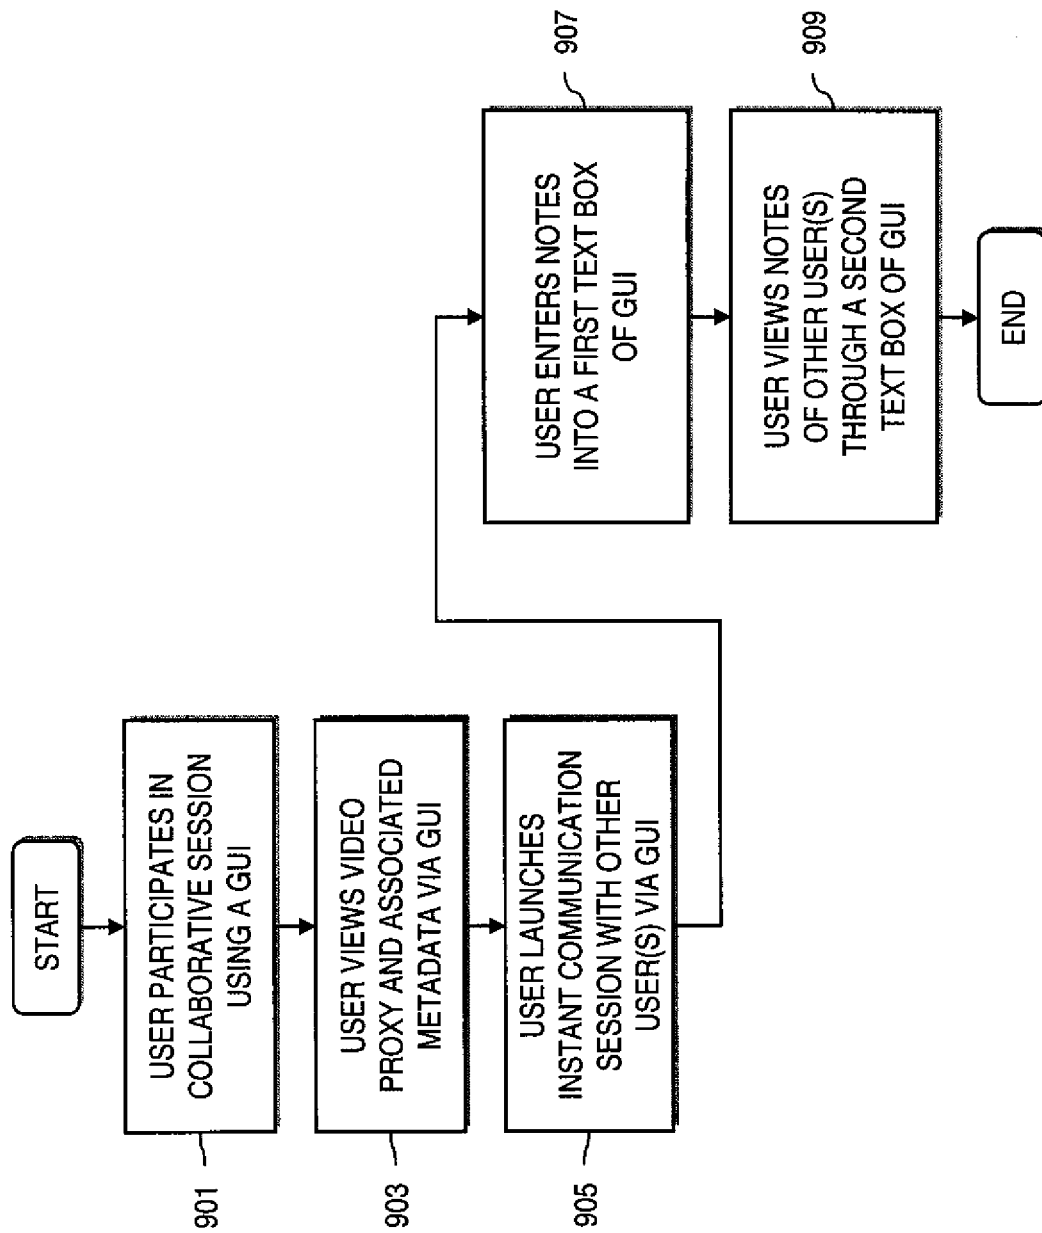 START
USER PARTICIPATES IN
COLLABORATIVE SESSION
USING A GUI
901
USER VIEWS VIDEO
PROXY AND ASSOCIATED
METADATA VIA GUI
903
USER LAUNCHES
INSTANT COMMUNICATION
SESSION WITH OTHER
USER(S) VIA GUI
905
USER ENTERS NOTES
INTO A FIRST TEXT BOX
OF GUI
907
USER VIEWS NOTES
OF OTHER USER(S)
THROUGH A SECOND
TEXT BOX OF GUI
909
END